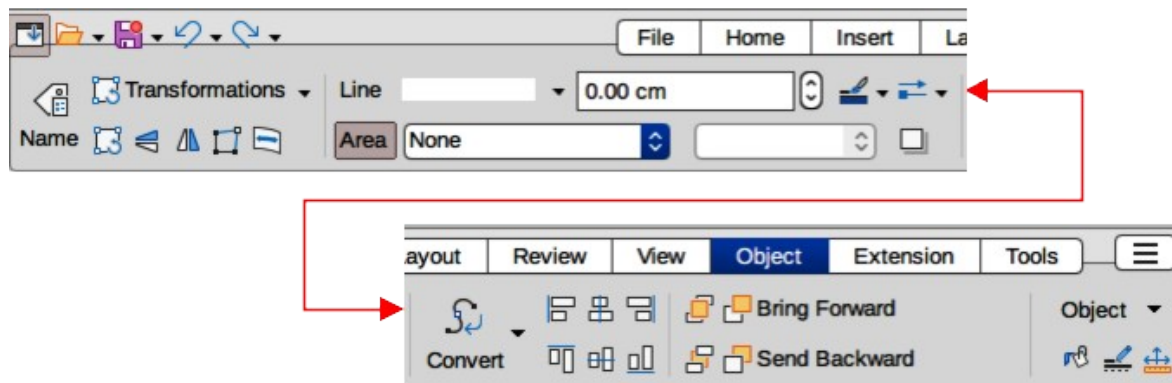 File Home Insert La
Transformations Line 0.00 cm
Name Area None
ayout Review View Object Extension Tools
Bring Forward Object
Convert Send Backward